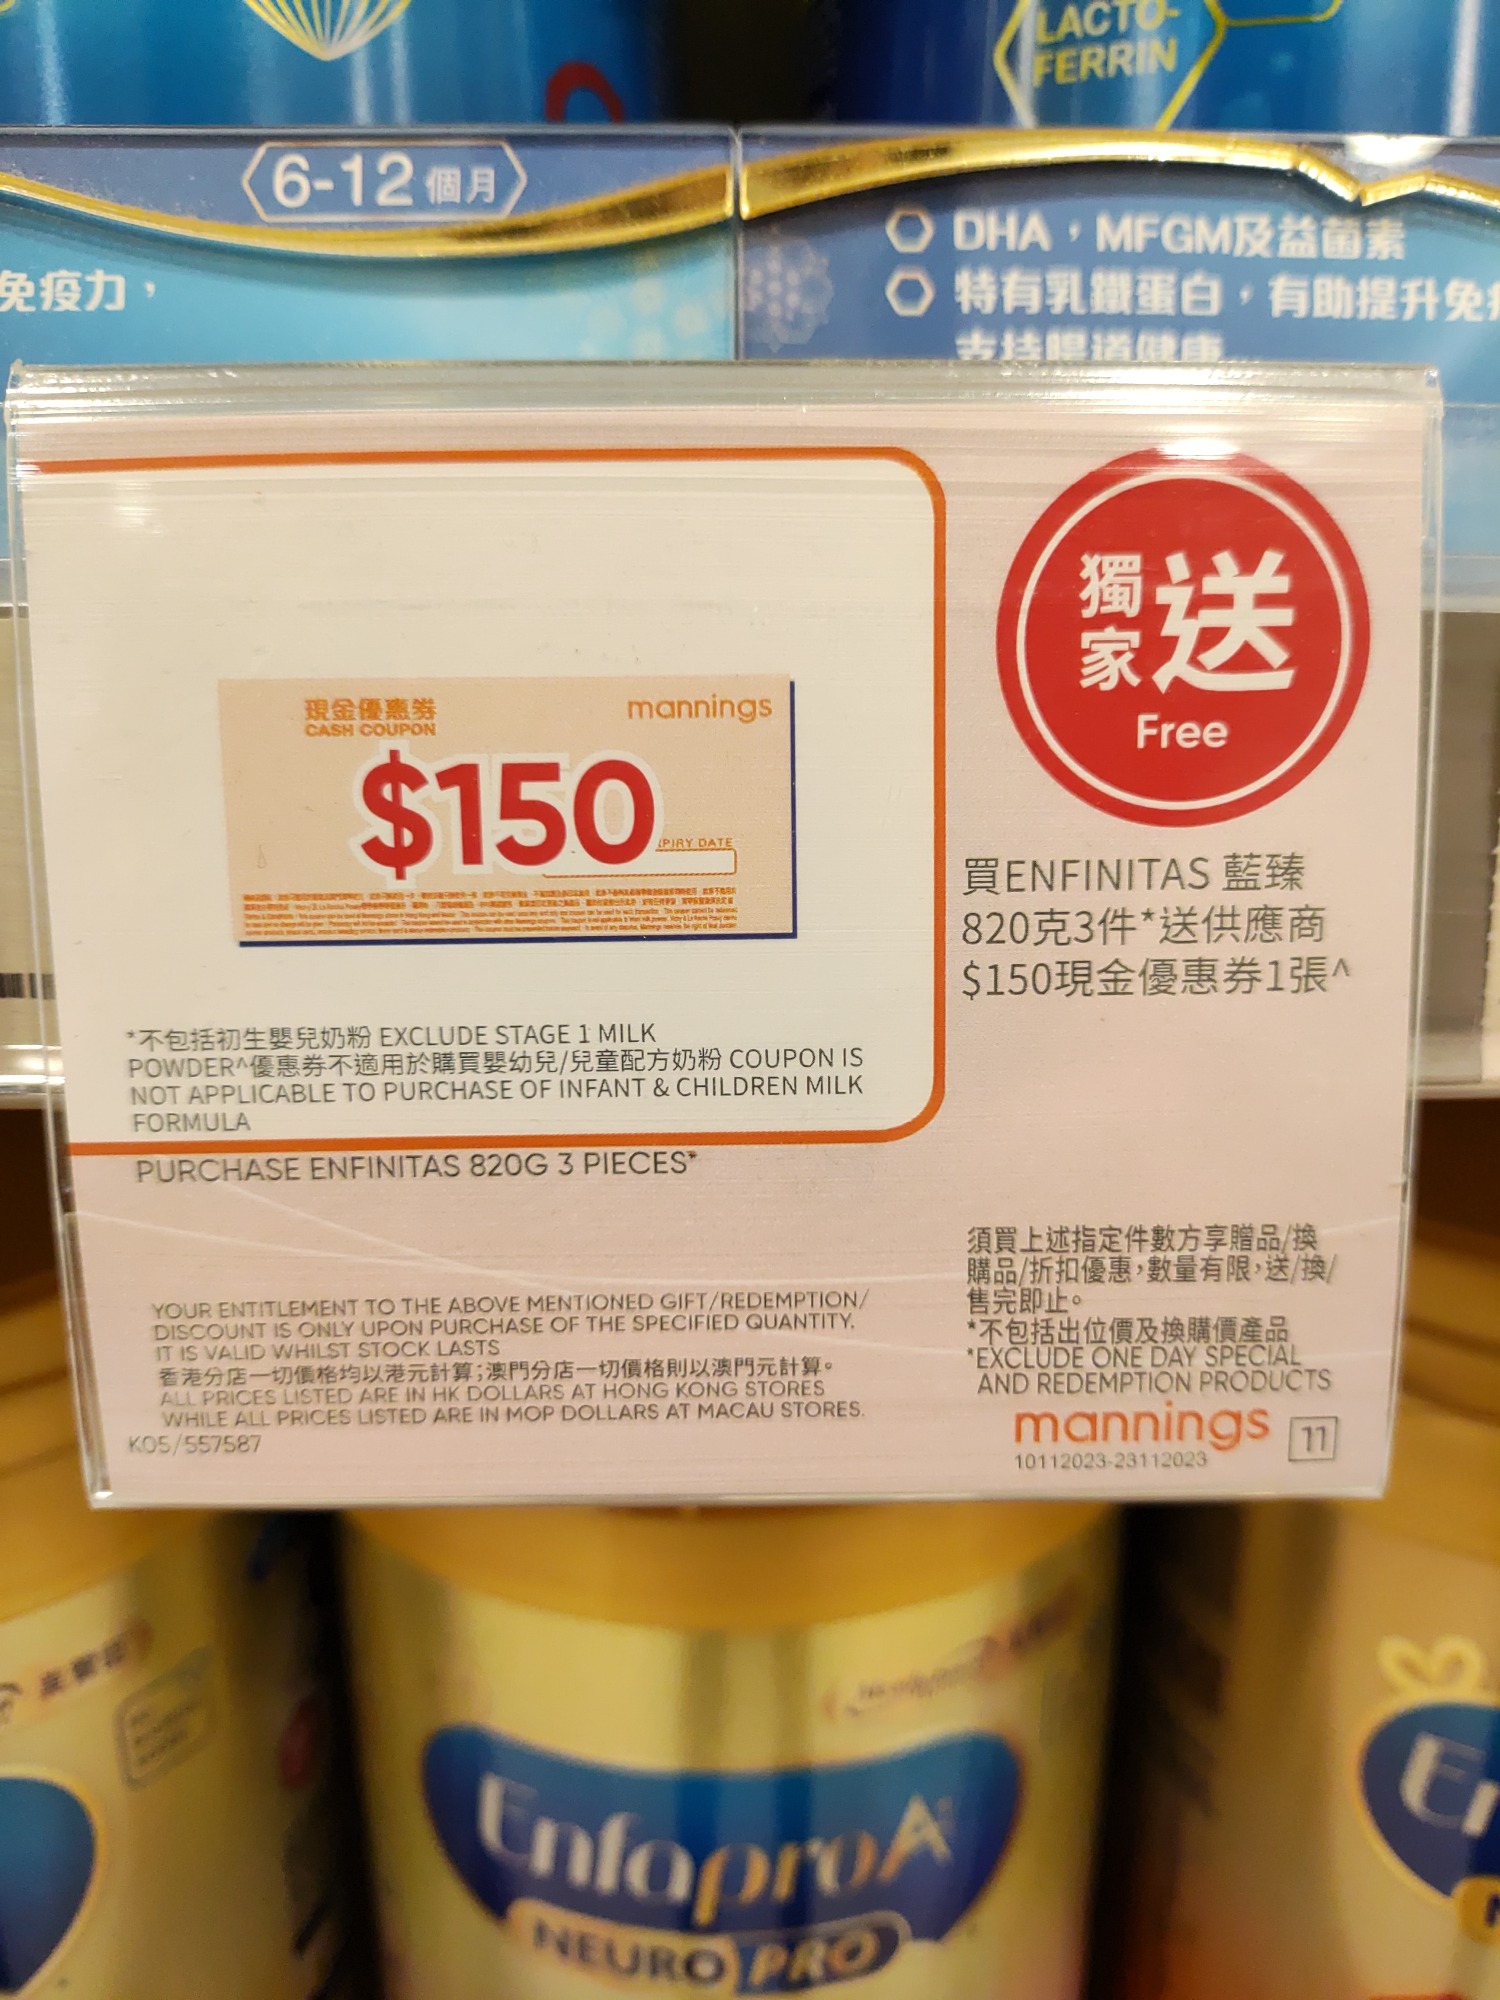 LACTO-
FERRIN
6-12個月
免疫力，
DHA，MFGM及益菌素
特有乳鐵蛋白，有助提升免
支持腸道健康
現金優惠券
CASH COUPON
mannings
$150
PIRY DATE
獨家送
Free
買ENFINITAS 藍臻
820克3件*送供應商
$150現金優惠券1張^
*不包括初生嬰兒奶粉 EXCLUDE STAGE 1 MILK
POWDER^優惠券不適用於購買嬰幼兒/兒童配方奶粉 COUPON IS
NOT APPLICABLE TO PURCHASE OF INFANT & CHILDREN MILK
FORMULA
PURCHASE ENFINITAS 820G 3 PIECES*
YOUR ENTITLEMENT TO THE ABOVE MENTIONED GIFT/REDEMPTION/
DISCOUNT IS ONLY UPON PURCHASE OF THE SPECIFIED QUANTITY.
IT IS VALID WHILST STOCK LASTS
香港分店一切價格均以港元計算;澳門分店一切價格則以澳門元計算。
ALL PRICES LISTED ARE IN HK DOLLARS AT HONG KONG STORES
WHILE ALL PRICES LISTED ARE IN MOP DOLLARS AT MACAU STORES.
K05/557587
須買上述指定件數方享贈品/換
購品/折扣優惠,數量有限,送/換/
售完即止。
*不包括出位價及換購價產品
*EXCLUDE ONE DAY SPECIAL
AND REDEMPTION PRODUCTS
mannings 11
10112023-23112023
EnfaproA
NEURO PRO